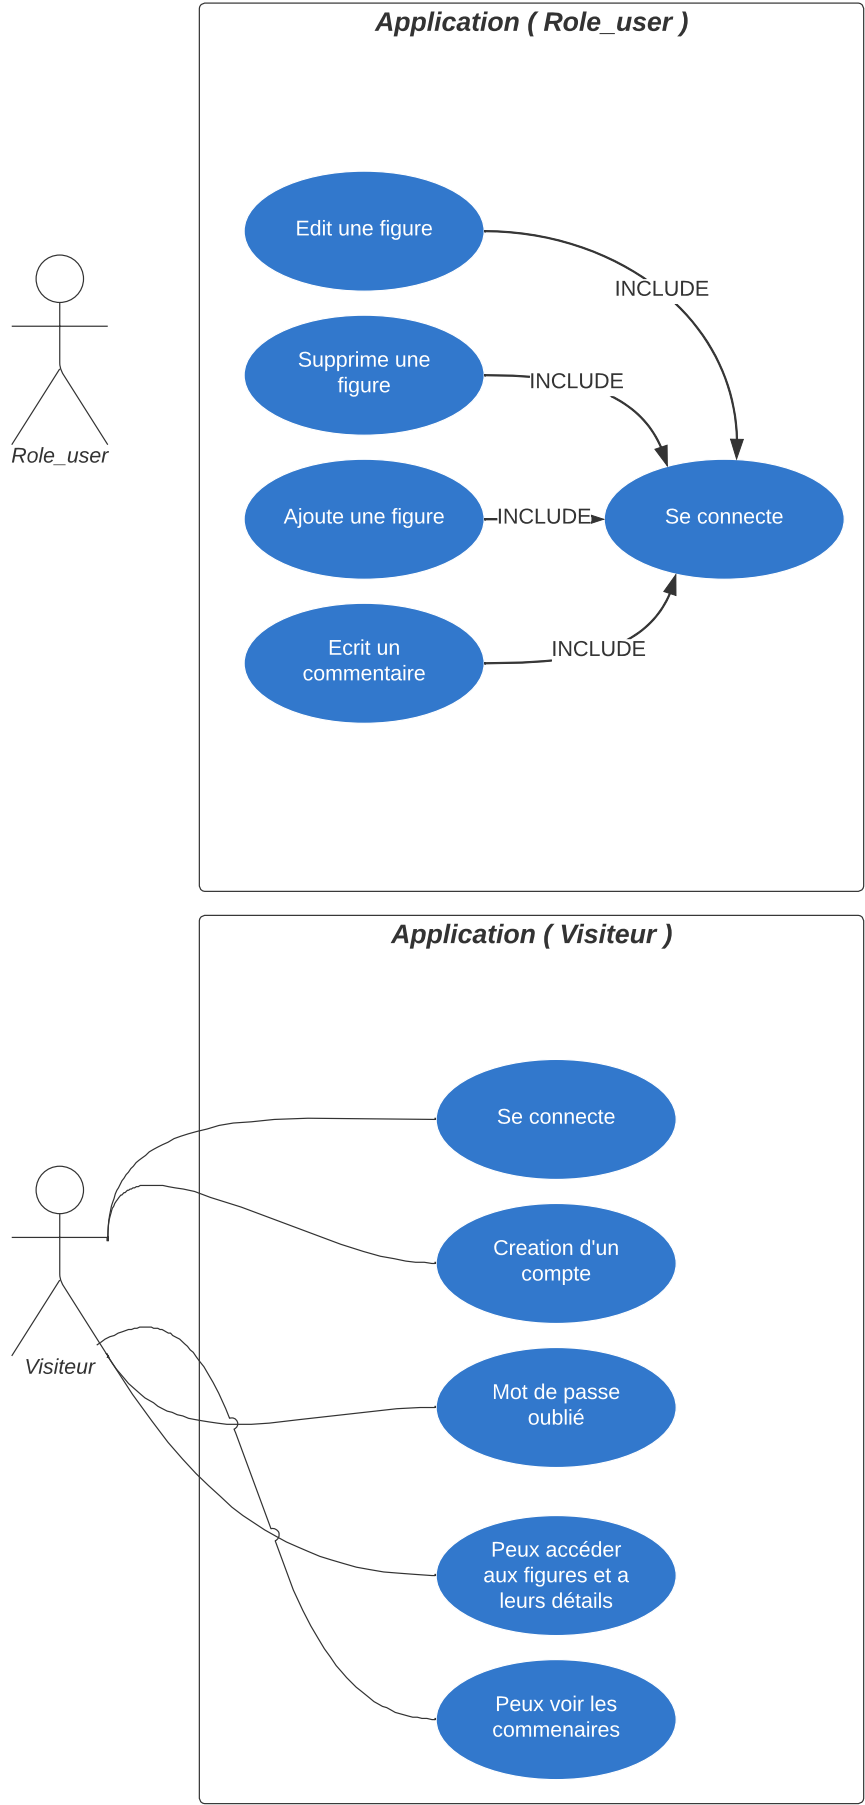 Application ( Role_user )
Edit une figure
INCLUDE
Supprime une
figure
INCLUDE
Role_user
Ajoute une figure
INCLUDE
Se connecte
Ecrit un
commentaire
INCLUDE
Application ( Visiteur )
Se connecte
Creation d'un
compte
Visiteur
Mot de passe
oublié
Peux accéder
aux figures et a
leurs détails
Peux voir les
commenaires